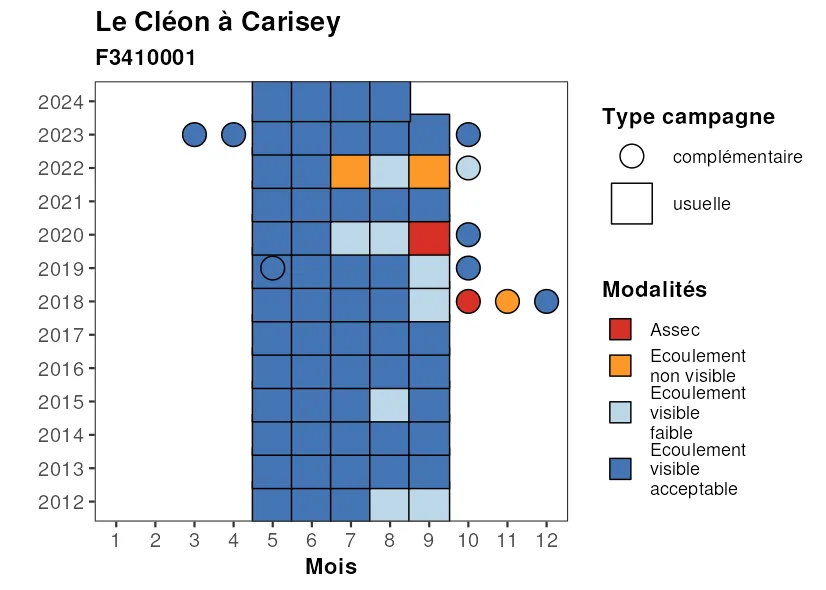 Le Cléon à Carisey
F3410001
2024
2023
2022
2021
2020
2019
2018
2017
2016
2015
2014
2013
2012
1 2 3 4 5 6 7 8 9 10 11 12
Mois
Type campagne
complémentaire
usuelle
Modalités
Assec
Ecoulement
non visible
Ecoulement
visible
faible
Ecoulement
visible
acceptable